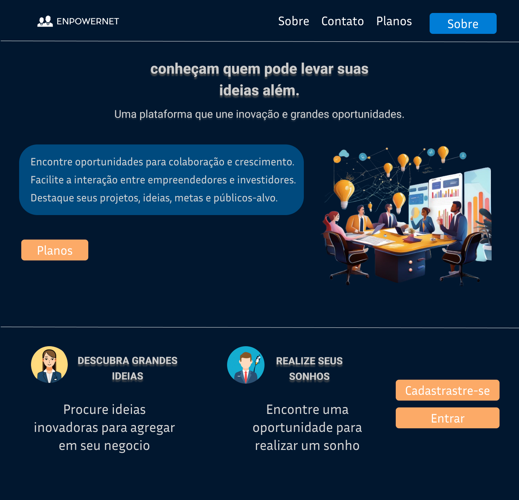 ENPOWERNET
Sobre Contato Planos Sobre
conheçam quem pode levar suas
ideias além.
Uma plataforma que une inovação e grandes oportunidades.
Encontre oportunidades para colaboração e crescimento.
Facilite a interação entre empreendedores e investidores.
Destaque seus projetos, ideias, metas e públicos-alvo.
Planos
DESCUBRA GRANDES
IDEIAS
Procure ideias
inovadoras para agregar
em seu negocio
REALIZE SEUS
SONHOS
Encontre uma
oportunidade para
realizar um sonho
Cadastrastre-se
Entrar